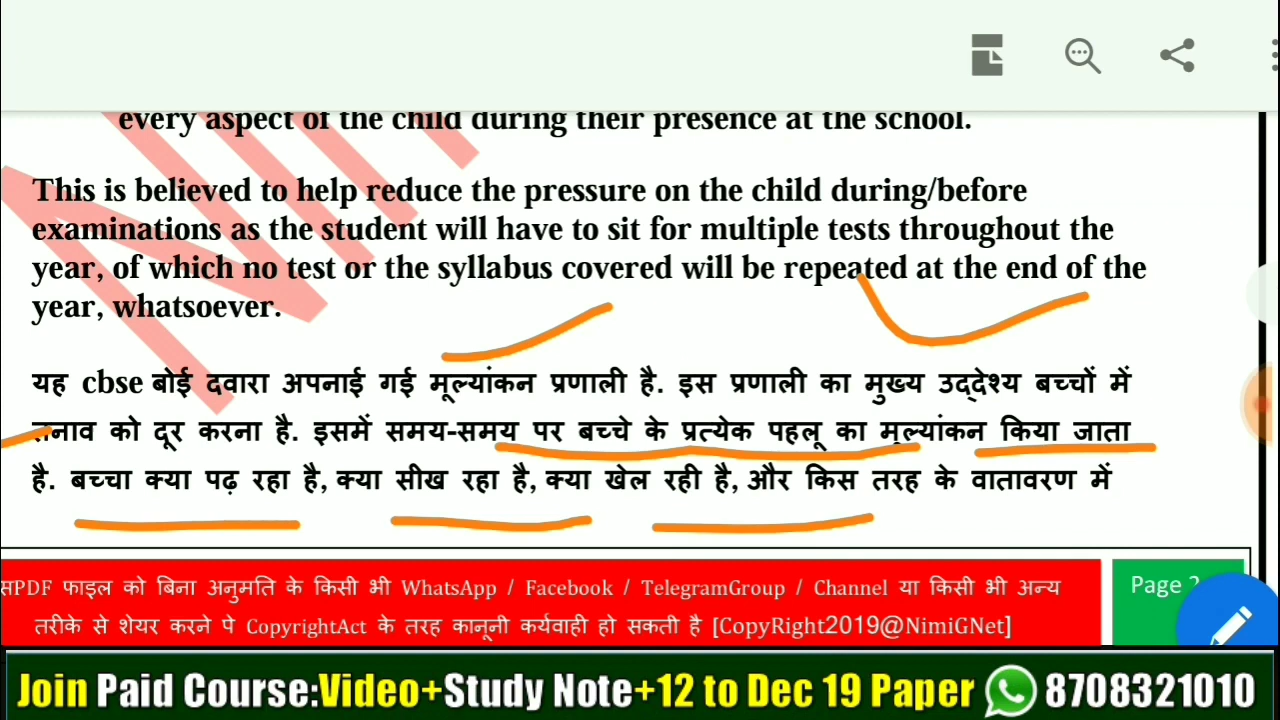 every aspect of the child during their presence at the school.
This is believed to help reduce the pressure on the child during/before
examinations as the student will have to sit for multiple tests throughout the
year, of which no test or the syllabus covered will be repeated at the end of the
year, whatsoever.
यह cbse बोई दवारा अपनाई गई मूल्यांकन प्रणाली है. इस प्रणाली का मुख्य उद्देश्य बच्चों में
तनाव को दूर करना है. इसमें समय-समय पर बच्चे के प्रत्येक पहलू का मूल्यांकन किया जाता
है. बच्चा क्या पढ़ रहा है, क्या सीख रहा है, क्या खेल रही है, और किस तरह के वातावरण में
सPDF फाइल को बिना अनुमति के किसी भी WhatsApp / Facebook / TelegramGroup / Channel या किसी भी अन्य
तरीके से शेयर करने पे CopyrightAct के तरह कानूनी कर्यवाही हो सकती है [CopyRight2019@NimiGNet]
Page 2
Join Paid Course:Video+Study Note+12 to Dec 19 Paper 8708321010